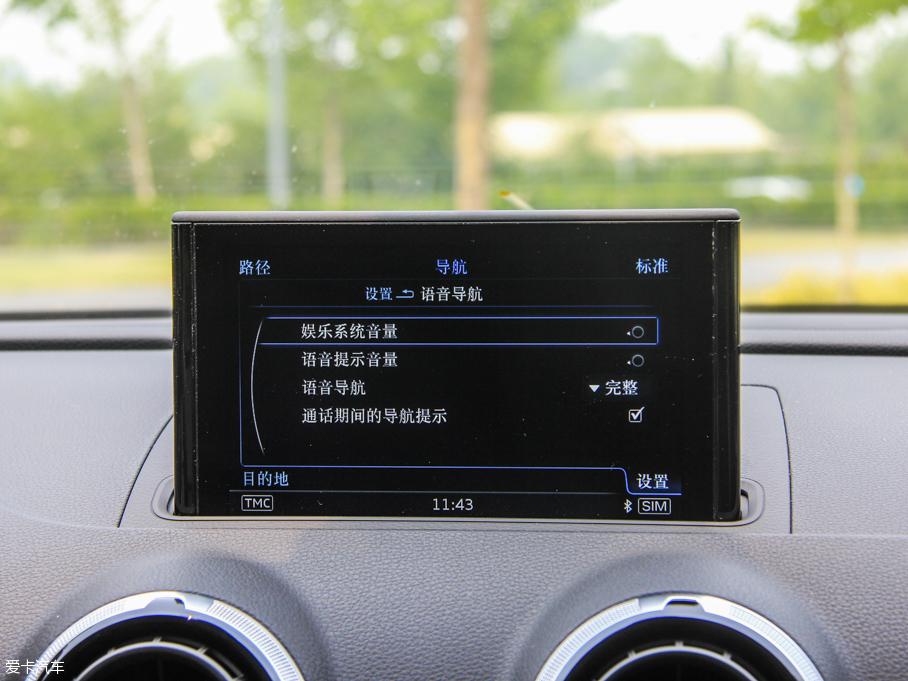 路径 导航 标准
设置 语音导航
娱乐系统音量
语音提示音量
语音导航 完整
通话期间的导航提示
目的地 设置
TMC 11:43 SIM
爱卡汽车